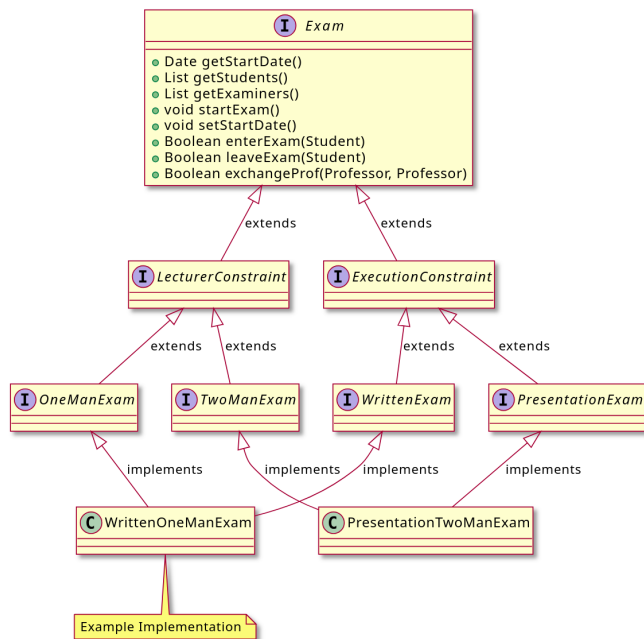 I Exam
Date getStartDate()
List getStudents()
List getExaminers()
void startExam()
void setStartDate()
Boolean enterExam(Student)
Boolean leaveExam(Student)
Boolean exchangeProf(Professor, Professor)
extends
extends
I LecturerConstraint
I ExecutionConstraint
extends
extends
extends
extends
I OneManExam
I TwoManExam
I WrittenExam
I PresentationExam
implements
implements
implements
implements
C WrittenOneManExam
C PresentationTwoManExam
Example Implementation